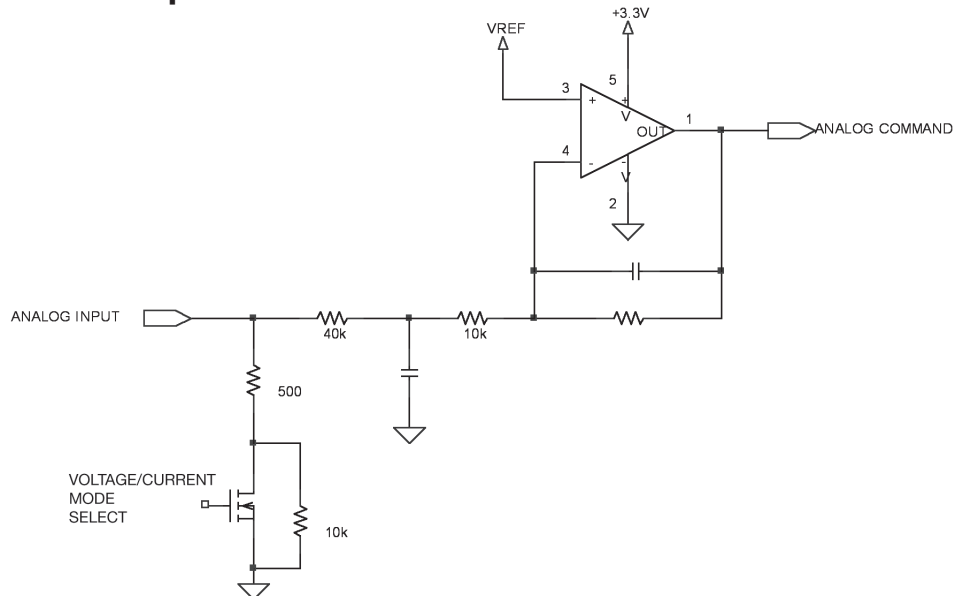 +3.3V
VREF
5
3
+
+
V
OUT
1
ANALOG COMMAND
4
-
-
V
2
ANALOG INPUT
40k
10k
500
VOLTAGE/CURRENT
MODE
SELECT
10k